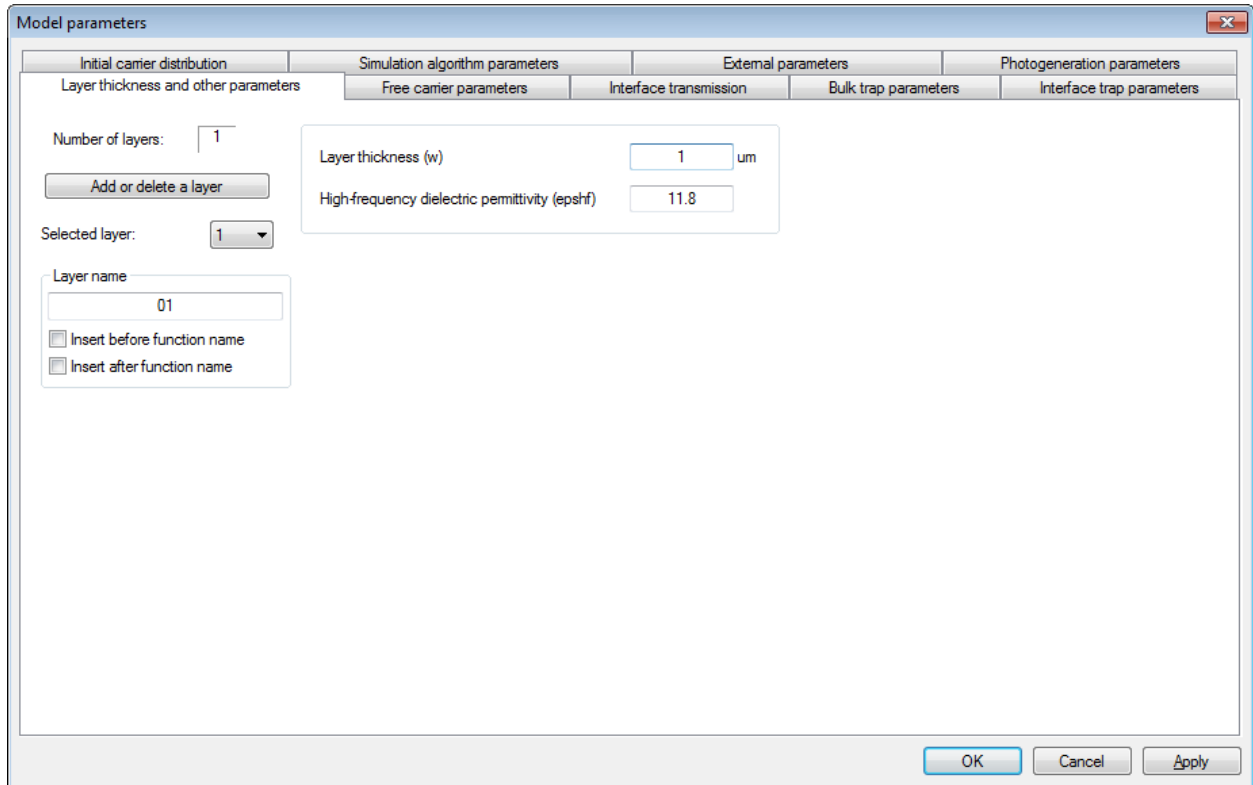 Model parameters
Initial carrier distribution
Simulation algorithm parameters
External parameters
Photogeneration parameters
Layer thickness and other parameters
Free carrier parameters
Interface transmission
Bulk trap parameters
Interface trap parameters
Number of layers: 1
Add or delete a layer
Selected layer: 1
Layer name
01
Insert before function name
Insert after function name
Layer thickness (w) 1 um
High-frequency dielectric permittivity (epshf) 11.8
OK
Cancel
Apply